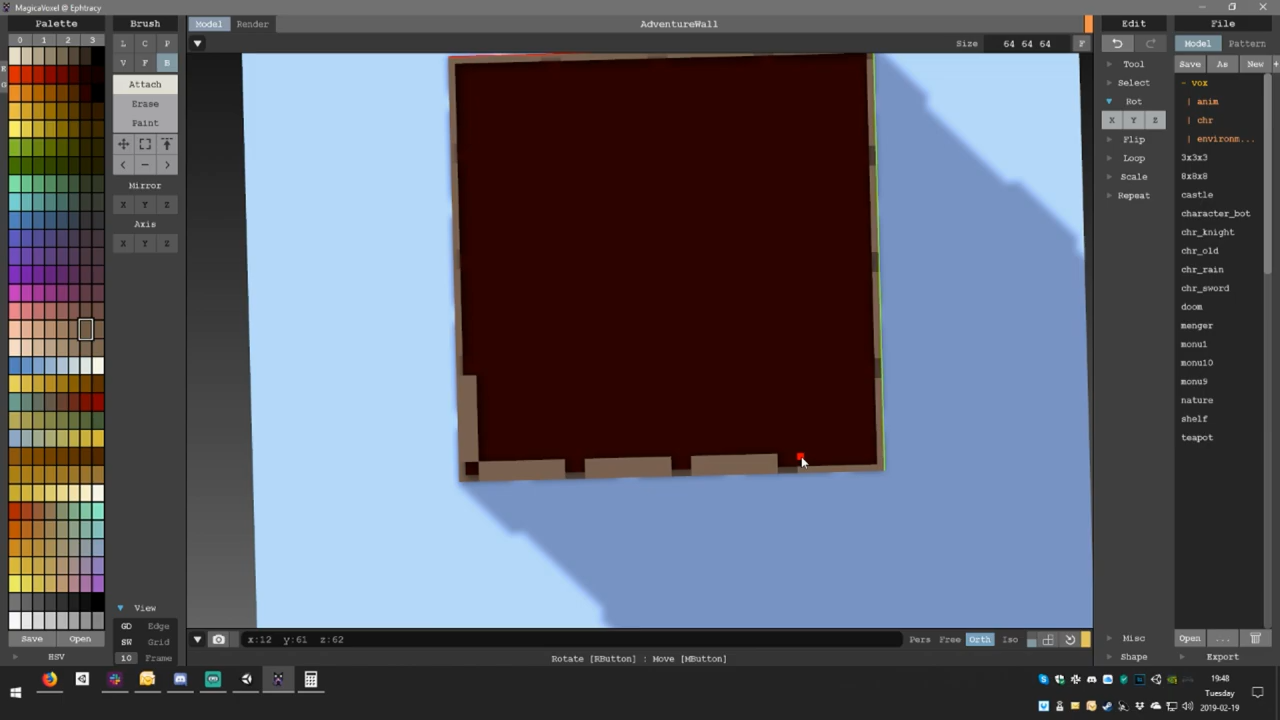 MagicaVoxel @ Ephtracy
Palette
Brush
Model
Render
AdventureWall
Edit
File
0 1 2 3
L C P
V F B
Attach
Erase
Paint
< – >
Mirror
X Y Z
Axis
X Y Z
Size 64 64 64 F
Tool
Select
Rot
X Y Z
Flip
Loop
Scale
Repeat
Model Pattern
Save As New +
- vox
| anim
| chr
| environm...
3x3x3
8x8x8
castle
character_bot
chr_knight
chr_old
chr_rain
chr_sword
doom
menger
monu1
monu10
monu9
nature
shelf
teapot
View
GD Edge
SW Grid
10 Frame
Save Open
HSV
x:12 y:61 z:62
Pers Free Orth Iso
Rotate [RButton] : Move [MButton]
Misc
Shape
Open ...
Export
19:48
Tuesday
2019-02-19